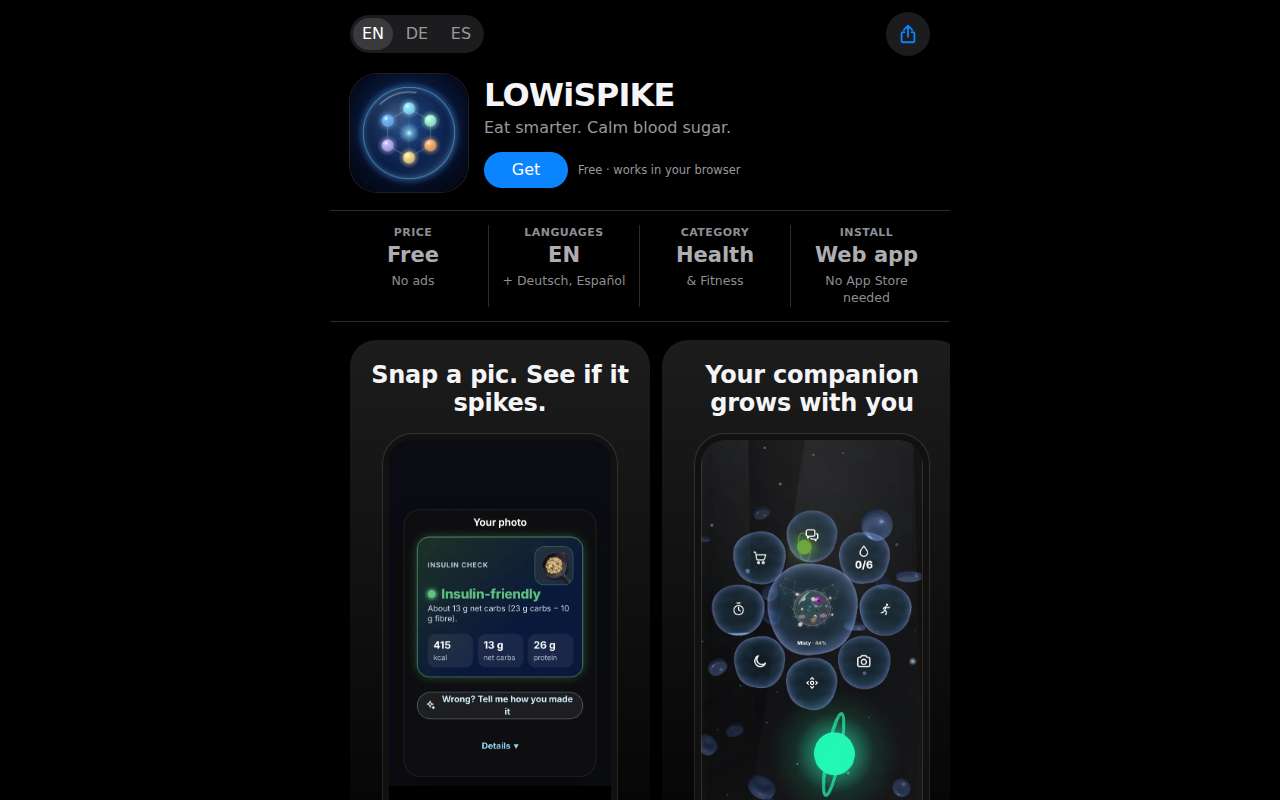 EN DE ES
LOWiSPIKE
Eat smarter. Calm blood sugar.
Get
Free · works in your browser
PRICE
Free
No ads
LANGUAGES
EN
+ Deutsch, Español
CATEGORY
Health
& Fitness
INSTALL
Web app
No App Store
needed
Snap a pic. See if it
spikes.
Your photo
INSULIN CHECK
Insulin-friendly
About 13 g net carbs (23 g carbs − 10
g fibre).
415
kcal
13 g
net carbs
26 g
protein
Wrong? Tell me how you made
it
Details ▾
Your companion
grows with you
0/6
Misty · 44%